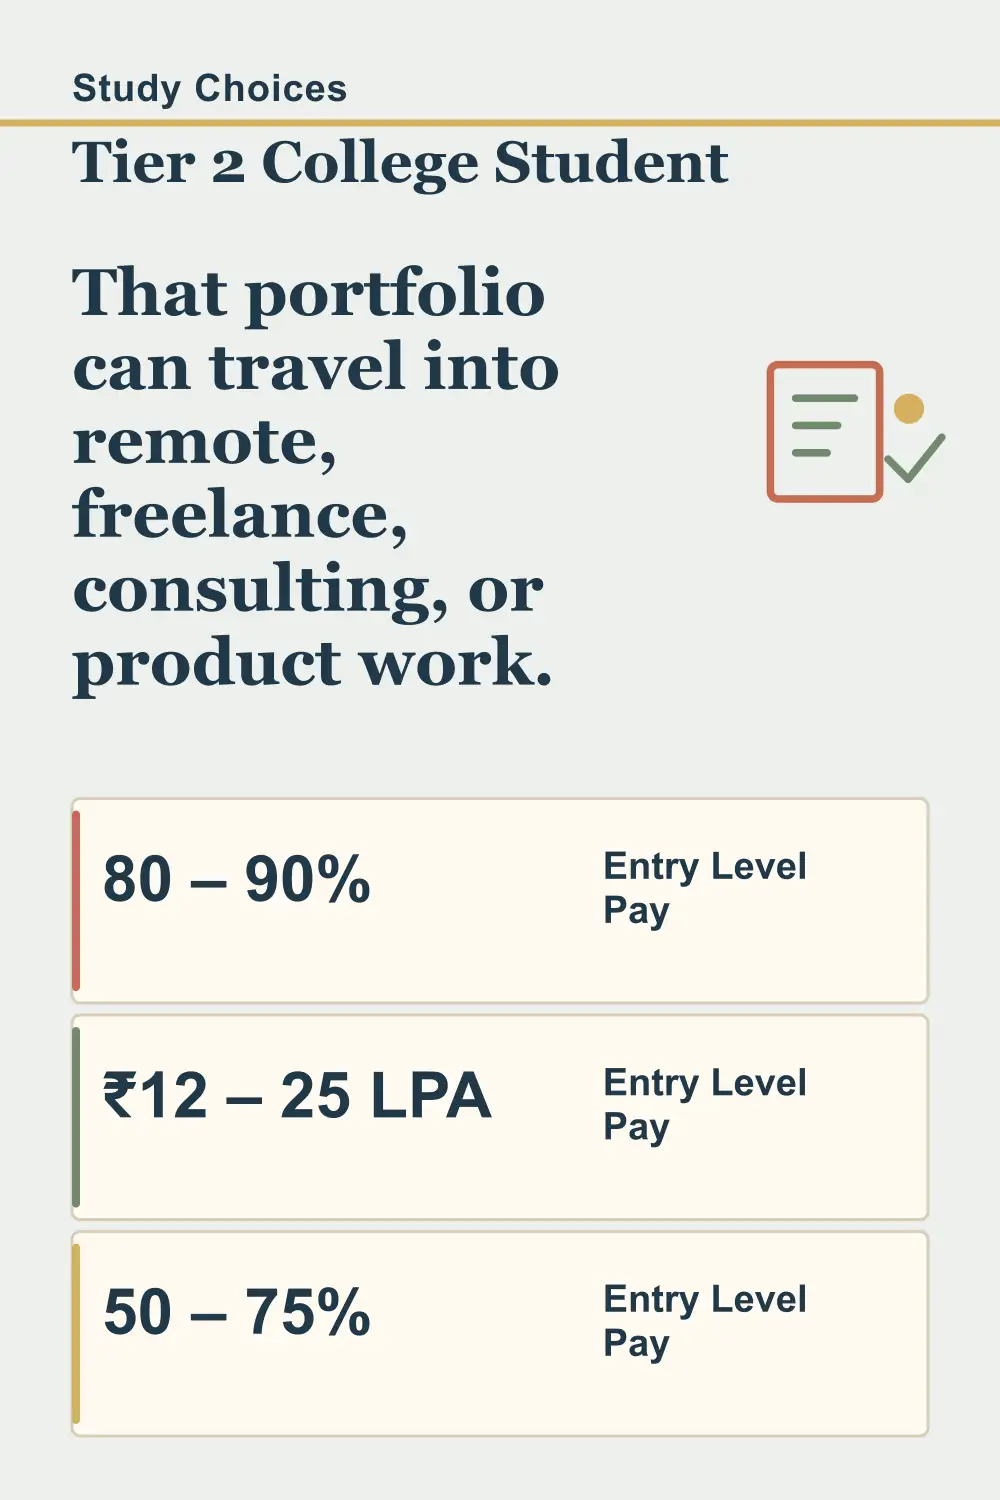 Study Choices
Tier 2 College Student
That portfolio
can travel into
remote,
freelance,
consulting, or
product work.
80 – 90%
Entry Level
Pay
₹12 – 25 LPA
Entry Level
Pay
50 – 75%
Entry Level
Pay